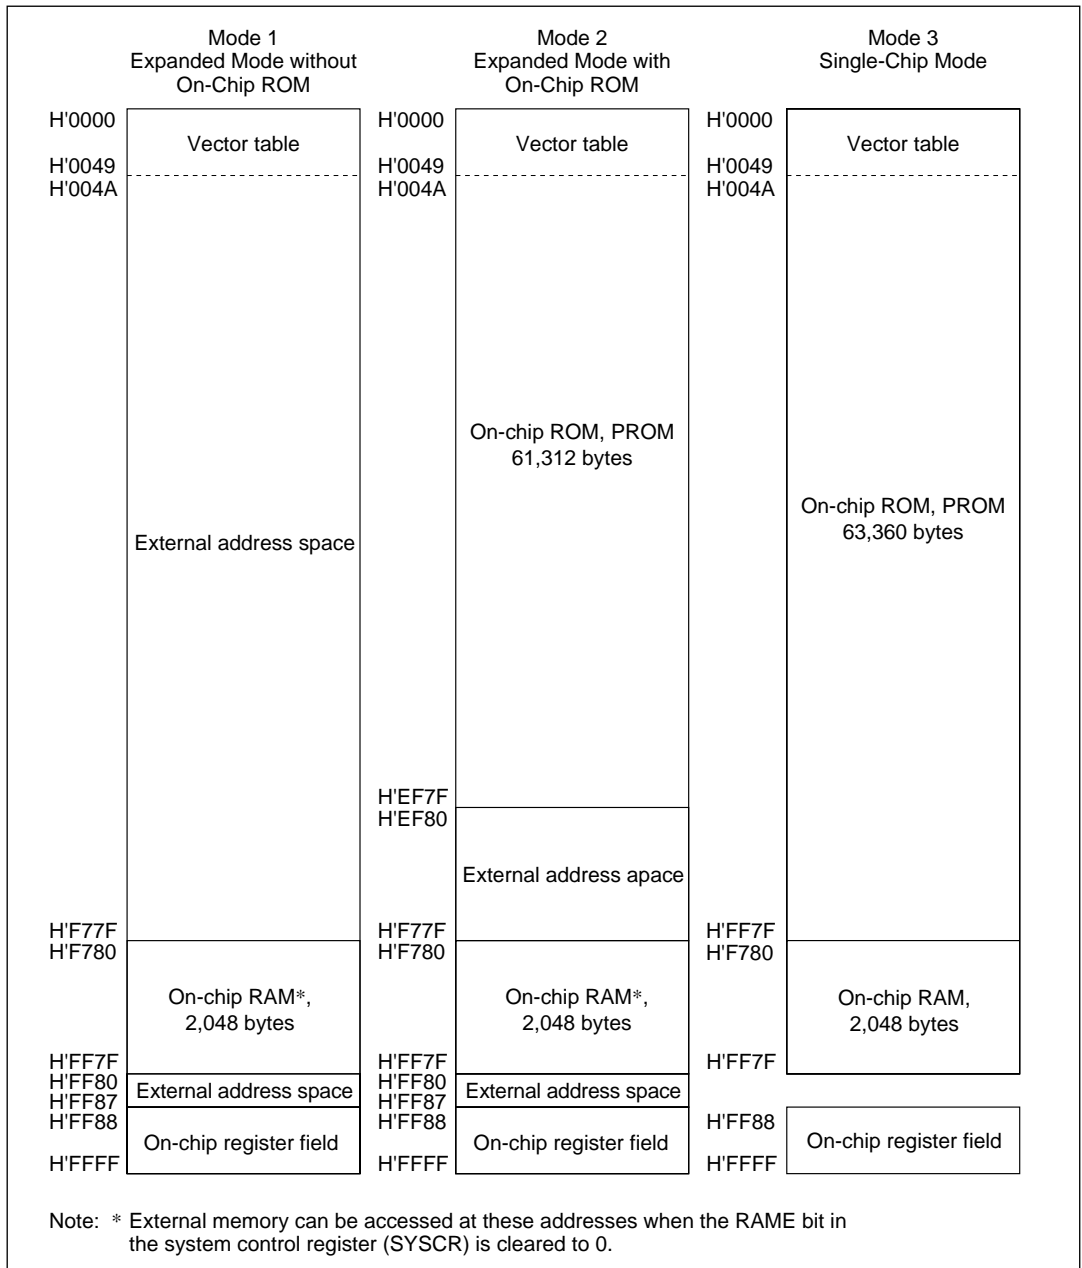 Mode 1
Expanded Mode without
On-Chip ROM
H'0000
Vector table
H'0049
H'004A
External address space
H'F77F
H'F780
On-chip RAM*,
2,048 bytes
H'FF7F
H'FF80
External address space
H'FF87
H'FF88
On-chip register field
H'FFFF
Mode 2
Expanded Mode with
On-Chip ROM
H'0000
Vector table
H'0049
H'004A
On-chip ROM, PROM
61,312 bytes
H'EF7F
H'EF80
External address apace
H'F77F
H'F780
On-chip RAM*,
2,048 bytes
H'FF7F
H'FF80
External address space
H'FF87
H'FF88
On-chip register field
H'FFFF
Mode 3
Single-Chip Mode
H'0000
Vector table
H'0049
H'004A
On-chip ROM, PROM
63,360 bytes
H'FF7F
H'F780
On-chip RAM,
2,048 bytes
H'FF7F
H'FF88
On-chip register field
H'FFFF
Note: * External memory can be accessed at these addresses when the RAME bit in
the system control register (SYSCR) is cleared to 0.